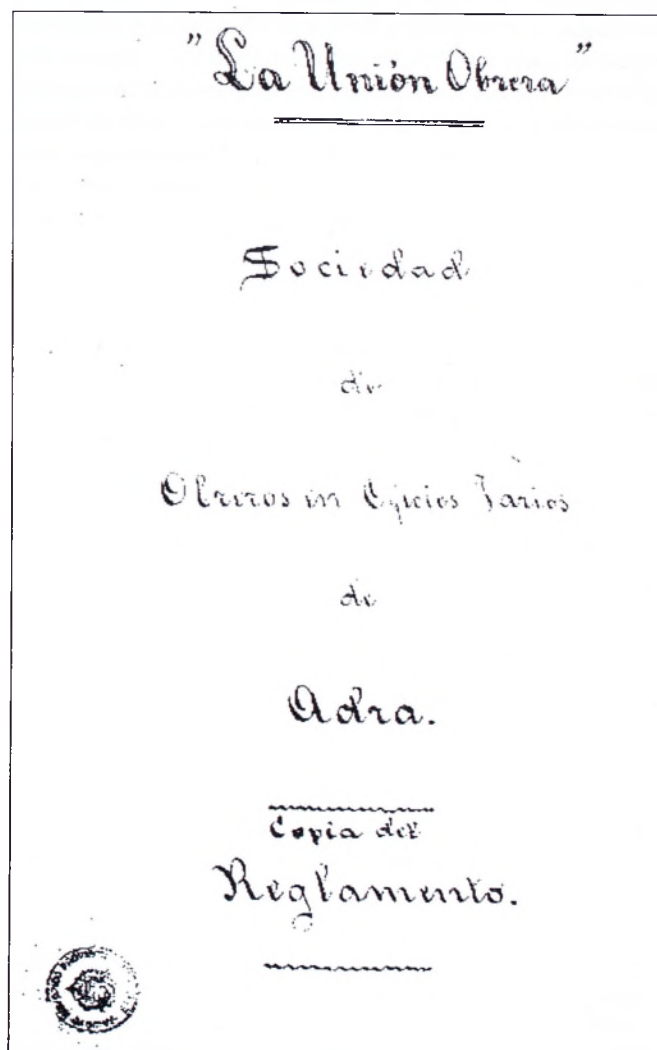 "La Unión Obrera"
Sociedad
de
Obreros en Oficios Varios
de
Adra.
Copia del
Reglamento.